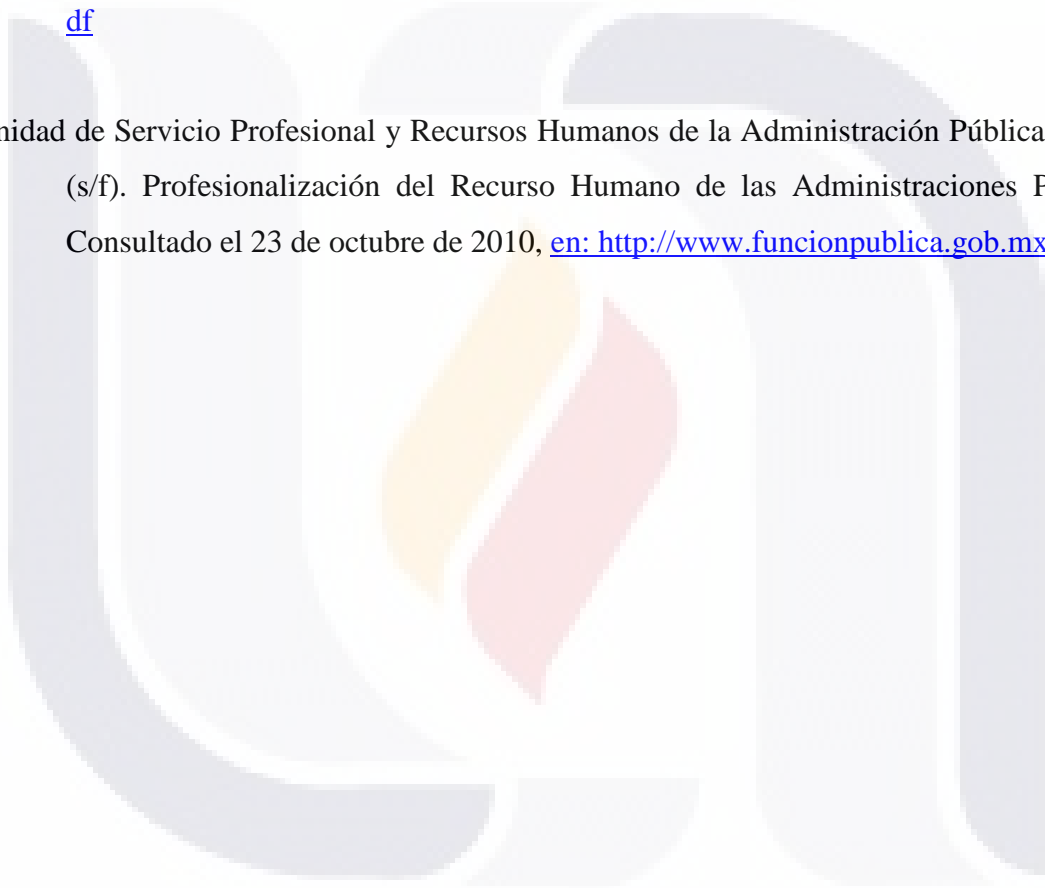 df
nidad de Servicio Profesional y Recursos Humanos de la Administración Pública
(s/f). Profesionalización del Recurso Humano de las Administraciones P
Consultado el 23 de octubre de 2010, en: http://www.funcionpublica.gob.mx